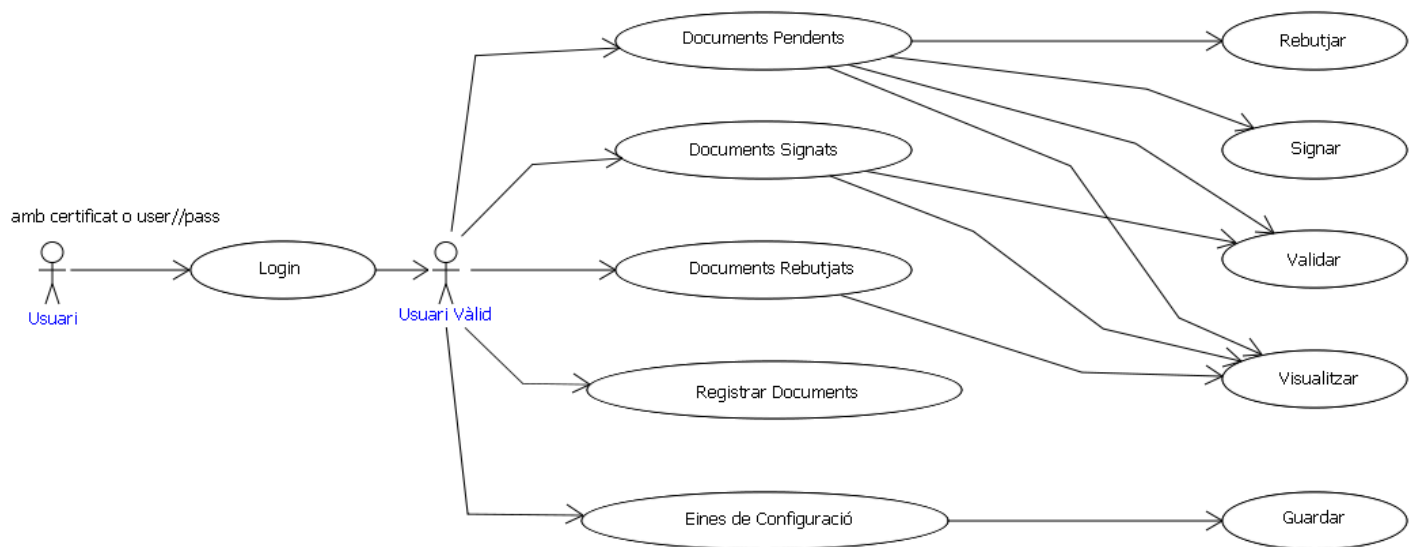 Documents Pendents
Rebutjar
Documents Signats
Signar
amb certificat o user//pass
Login
Documents Rebutjats
Validar
Usuari
Usuari Vàlid
Registrar Documents
Visualitzar
Eines de Configuració
Guardar